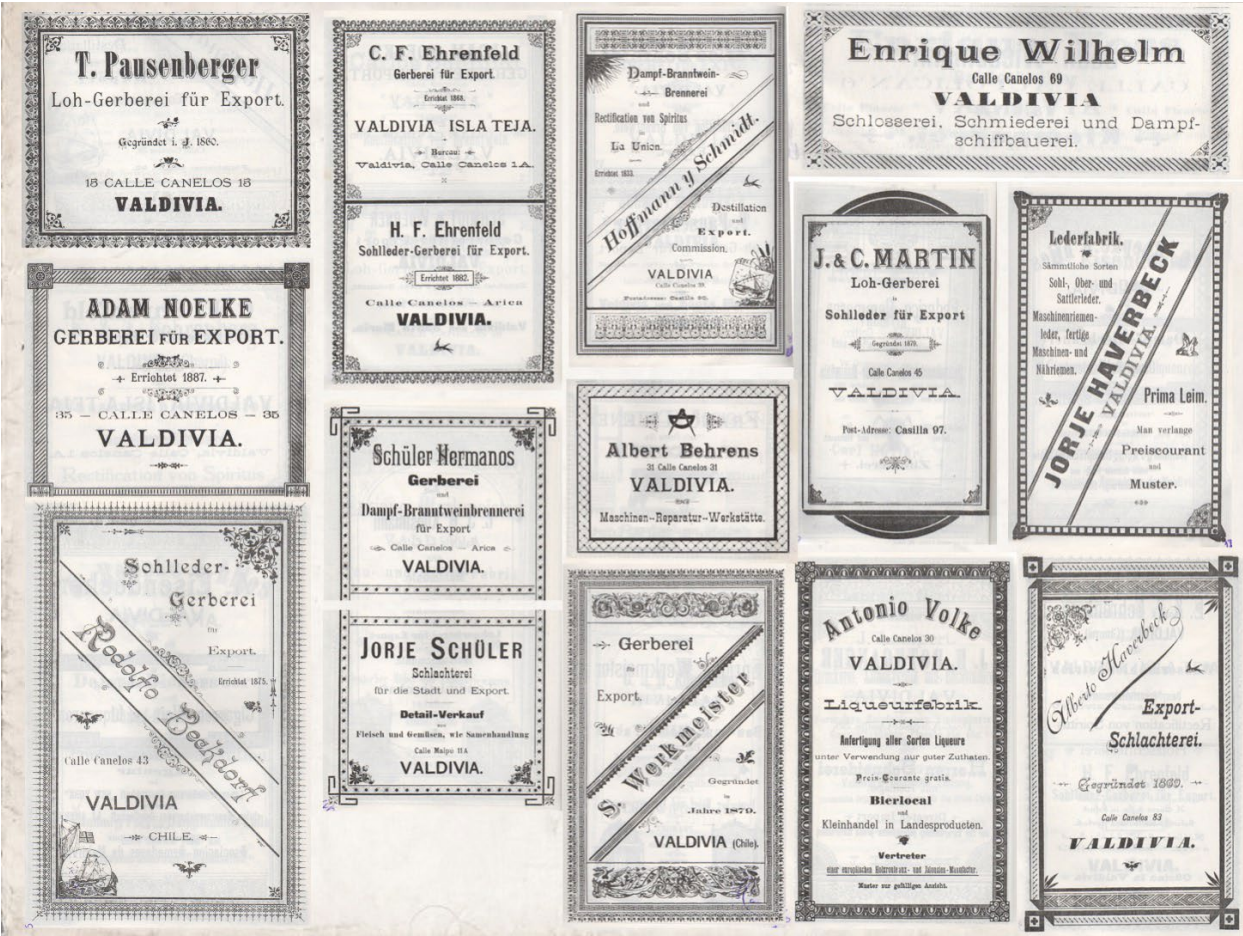 T. Pausenberger
Loh-Gerberei für Export.
Gegründet i. J. 1860.
18 CALLE CANELOS 18
VALDIVIA.
ADAM NOELKE
GERBEREI FÜR EXPORT.
Errichtet 1887.
35 - CALLE CANELOS - 35
VALDIVIA.
Sohlleder-
Gerberei
für
Export.
Errichtet 1875.
Rodolfo Beahndorff
Calle Canelos 43
VALDIVIA
CHILE.
C. F. Ehrenfeld
Gerberei für Export.
Errichtet 1868.
VALDIVIA ISLA TEJA.
Bureau:
Valdivia, Calle Canelos 1A.
H. F. Ehrenfeld
Sohlleder-Gerberei für Export.
Errichtet 1882.
Calle Canelos – Arica
VALDIVIA.
Schüler Hermanos
Gerberei
und
Dampf-Branntweinbrennerei
für Export
Calle Canelos – Arica
VALDIVIA.
JORJE SCHÜLER
Schlachterei
für die Stadt und Export.
Detail-Verkauf
von
Fleisch und Gemüsen, wie Samenhandlung
Calle Maipo 11A
VALDIVIA.
Dampf-Branntwein-
Brennerei
und
Rectification von Spiritus
La Union.
Hoffmann y Schmidt.
Destillation
und
Export.
Commission.
VALDIVIA
Albert Behrens
31 Calle Canelos 31
VALDIVIA.
Maschinen-Reparatur-Werkstätte.
Gerberei
Export.
S. Werkmeister
Gegründet
im
Jahre 1879.
VALDIVIA (Chile).
Enrique Wilhelm
Calle Canelos 69
VALDIVIA
Schlosserei, Schmiederei und Dampf-
schiffbauerei.
J. & C. MARTIN
Loh-Gerberei
Sohlleder für Export
Gegründet 1878.
Calle Canelos 45
VALDIVIA.
Post-Adresse: Casilla 97.
Lederfabrik.
Sämmtliche Sorten
Sohl-, Ober- und
Sattlerleder.
Maschinenriemen-
leder, fertige
Maschinen- und
Nähriemen.
JORJE HAVERBECK
VALDIVIA.
Prima Leim.
Man verlange
Preiscourant
und
Muster.
Antonio Volke
Calle Canelos 30
VALDIVIA.
Liqueurfabrik.
Anfertigung aller Sorten Liqueure
unter Verwendung nur guter Zuthaten.
Preis-Courante gratis.
Bierlocal
und
Kleinhandel in Landesproducten.
Vertreter
Muster zur gefälligen Ansicht.
Alberto Haverbeck
Export-
Schlachterei.
Gegründet 1869.
Calle Canelos 83
VALDIVIA.